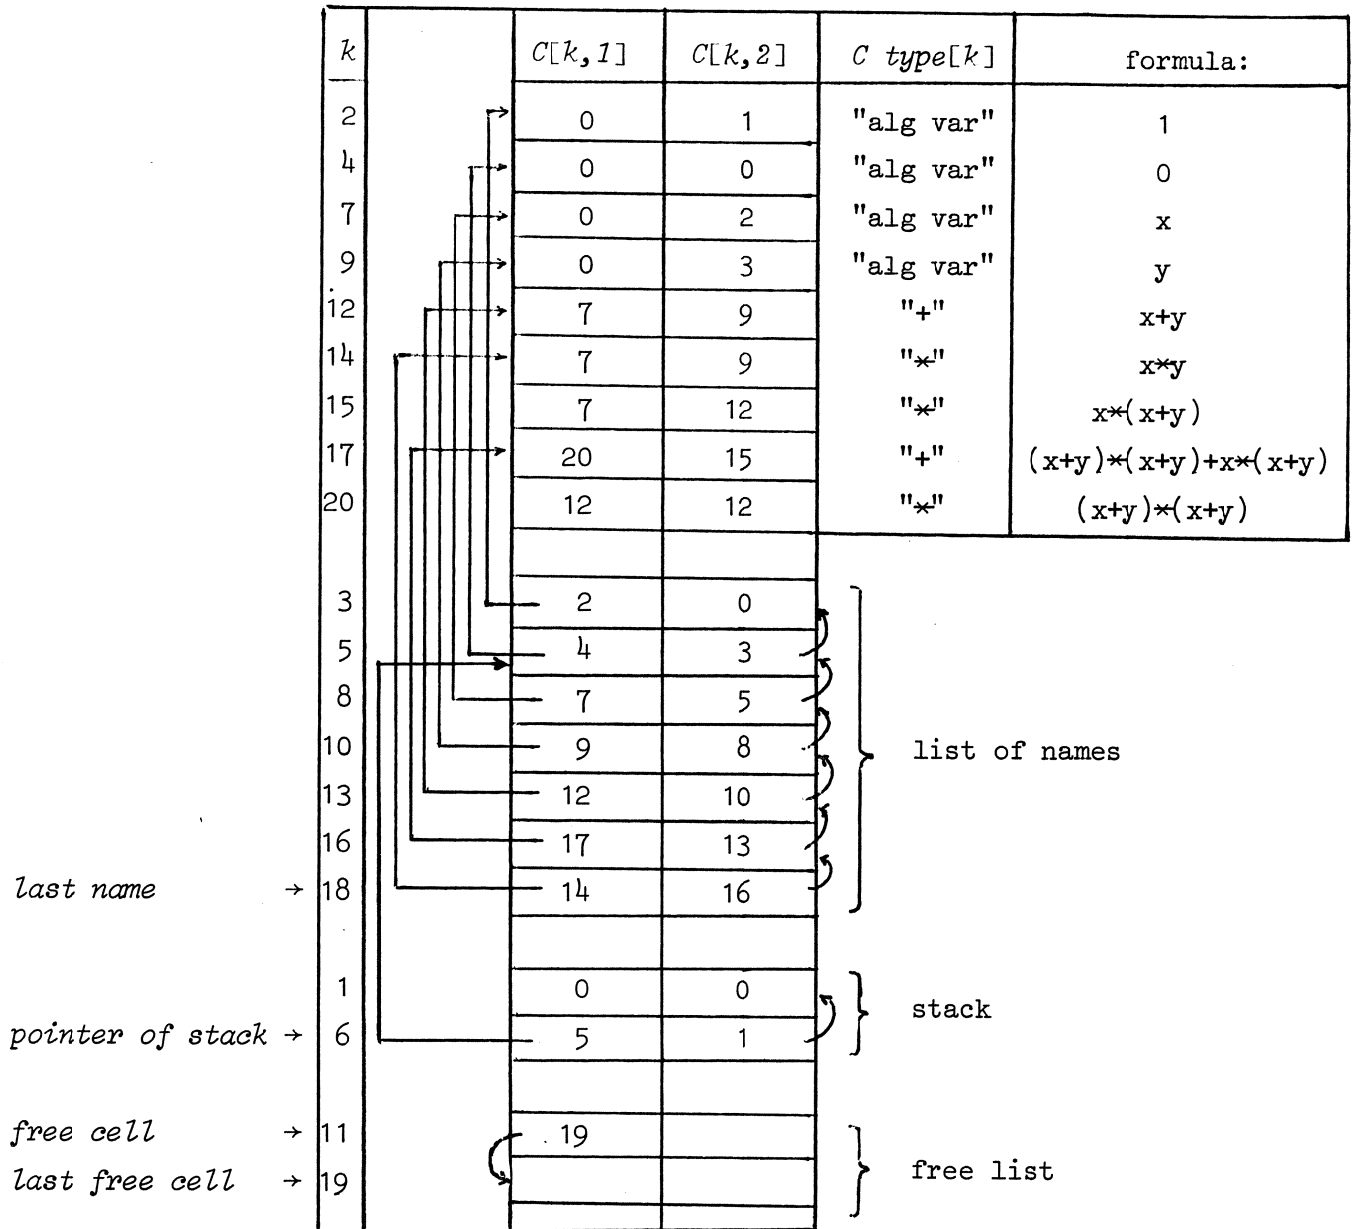 k C[k,1] C[k,2] C type[k] formula:
2 0 1 "alg var" 1
4 0 0 "alg var" 0
7 0 2 "alg var" x
9 0 3 "alg var" y
12 7 9 "+" x+y
14 7 9 "*" x*y
15 7 12 "*" x*(x+y)
17 20 15 "+" (x+y)*(x+y)+x*(x+y)
20 12 12 "*" (x+y)*(x+y)
3 2 0
5 4 3
8 7 5
10 9 8 list of names
13 12 10
16 17 13
last name → 18 14 16
1 0 0
stack
pointer of stack → 6 5 1
free cell → 11 19
free list
last free cell → 19